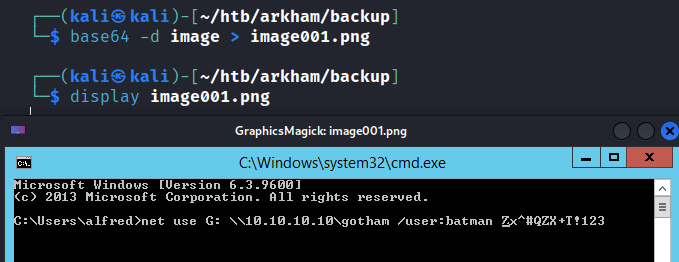 ┌──(kali㉿kali)-[~/htb/arkham/backup]
└─$ base64 -d image > image001.png
┌──(kali㉿kali)-[~/htb/arkham/backup]
└─$ display image001.png
GraphicsMagick: image001.png
C:\Windows\system32\cmd.exe
Microsoft Windows [Version 6.3.9600]
(c) 2013 Microsoft Corporation. All rights reserved.
C:\Users\alfred>net use G: \\10.10.10.10\gotham /user:batman Zx^#QZX+T!123